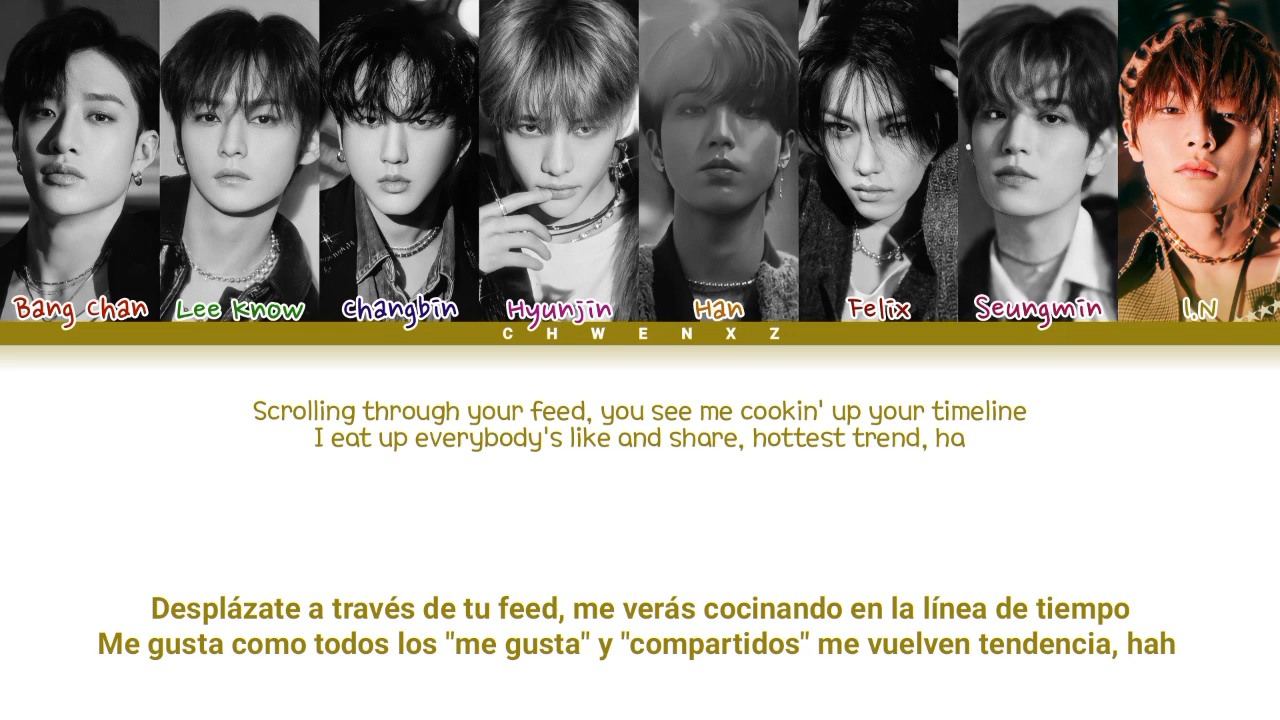 Bang Chan
Lee Know
Changbin
Hyunjin
Han
Felix
Seungmin
I.N
CHWENXZ
Scrolling through your feed, you see me cookin' up your timeline
I eat up everybody's like and share, hottest trend, ha
Desplázate a través de tu feed, me verás cocinando en la línea de tiempo
Me gusta como todos los "me gusta" y "compartidos" me vuelven tendencia, hah